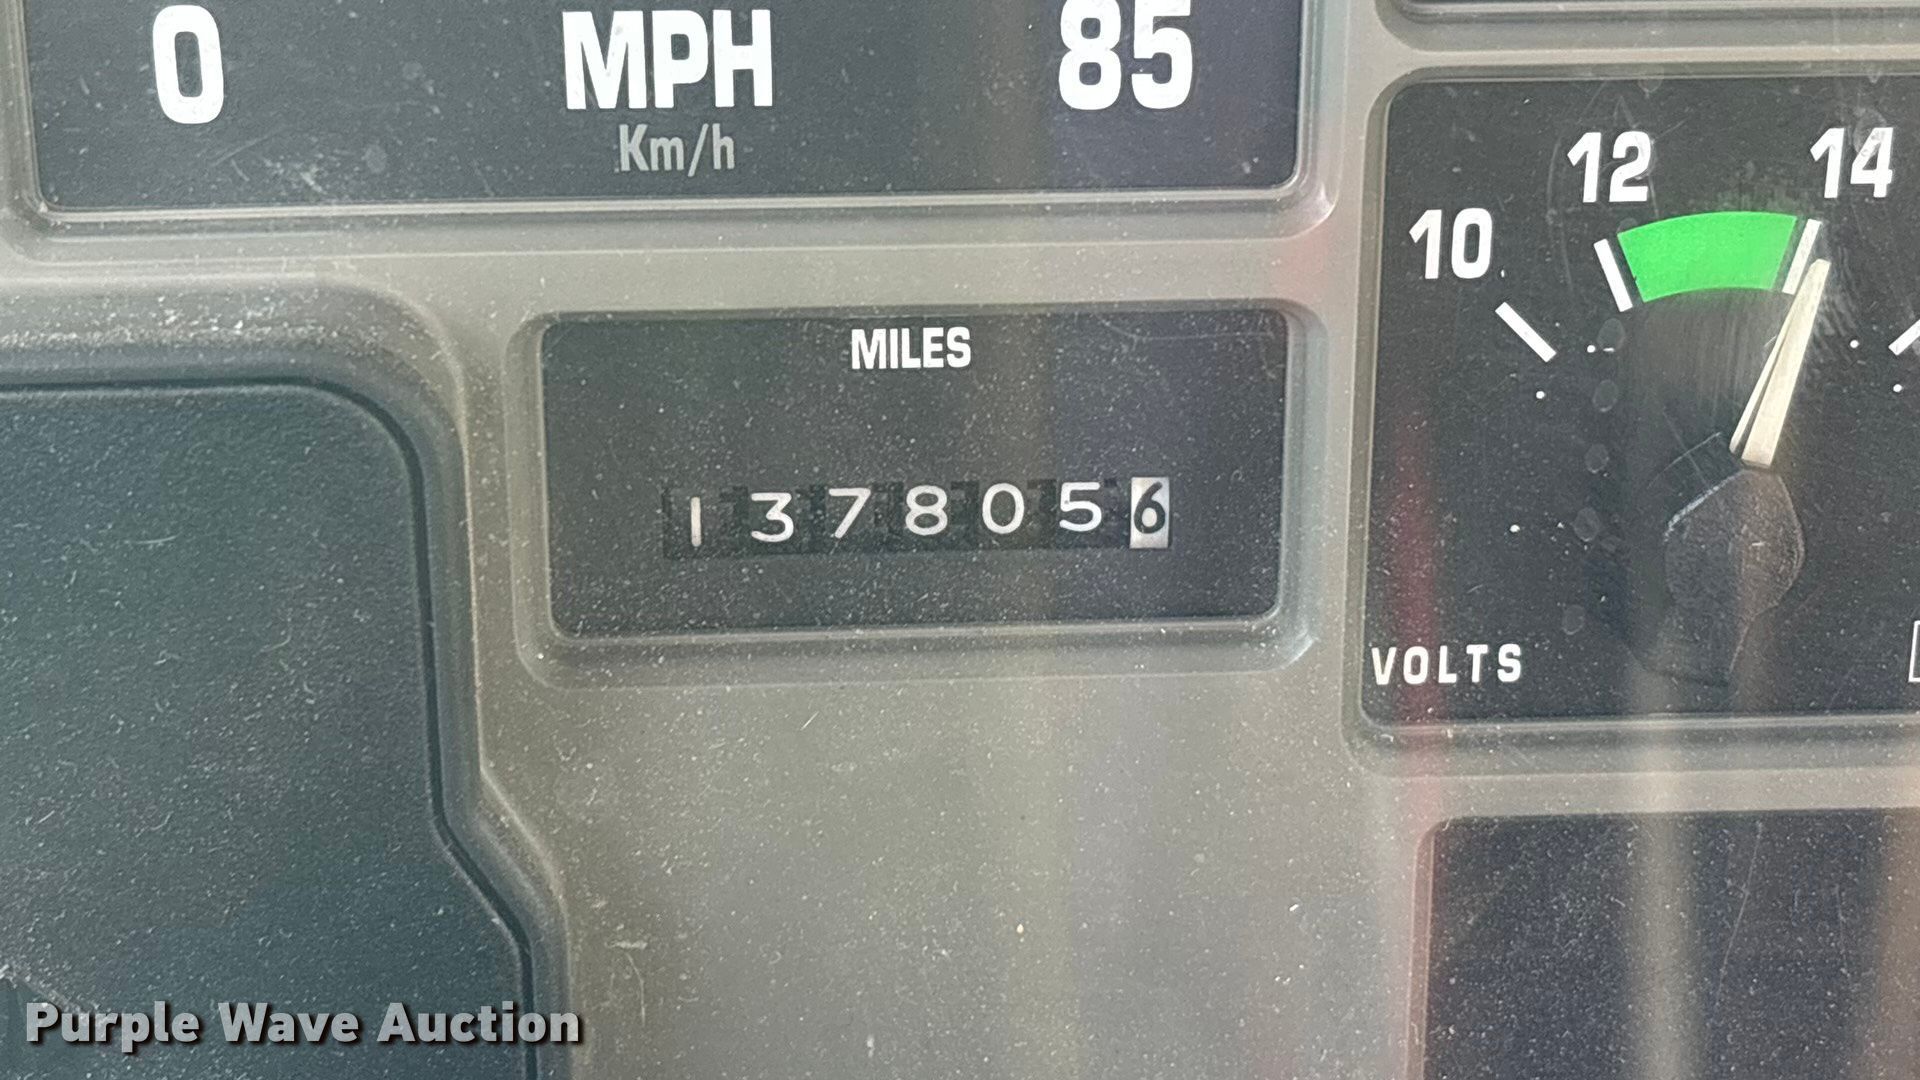 0 MPH 85
Km/h
12 14
10
MILES
1378056
VOLTS
Purple Wave Auction